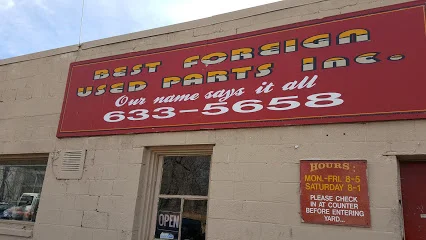 BEST FOREIGN
USED PARTS Inc.
Our name says it all
633-5658
HOURS:
MON.-FRI. 8-5
SATURDAY 8-1
PLEASE CHECK
IN AT COUNTER
BEFORE ENTERING
YARD...
OPEN